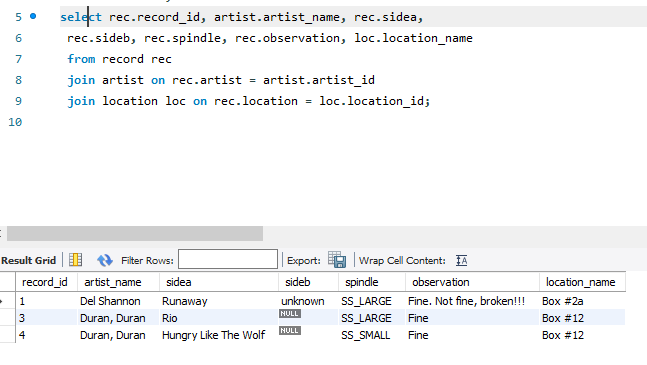 5 select rec.record_id, artist.artist_name, rec.sidea,
6 rec.sideb, rec.spindle, rec.observation, loc.location_name
7 from record rec
8 join artist on rec.artist = artist.artist_id
9 join location loc on rec.location = loc.location_id;
10
Result Grid Filter Rows: Export: Wrap Cell Content: IA
record_id artist_name sidea sideb spindle observation location_name
1 Del Shannon Runaway unknown SS_LARGE Fine. Not fine, broken!!! Box #2a
3 Duran, Duran Rio NULL SS_LARGE Fine Box #12
4 Duran, Duran Hungry Like The Wolf NULL SS_SMALL Fine Box #12